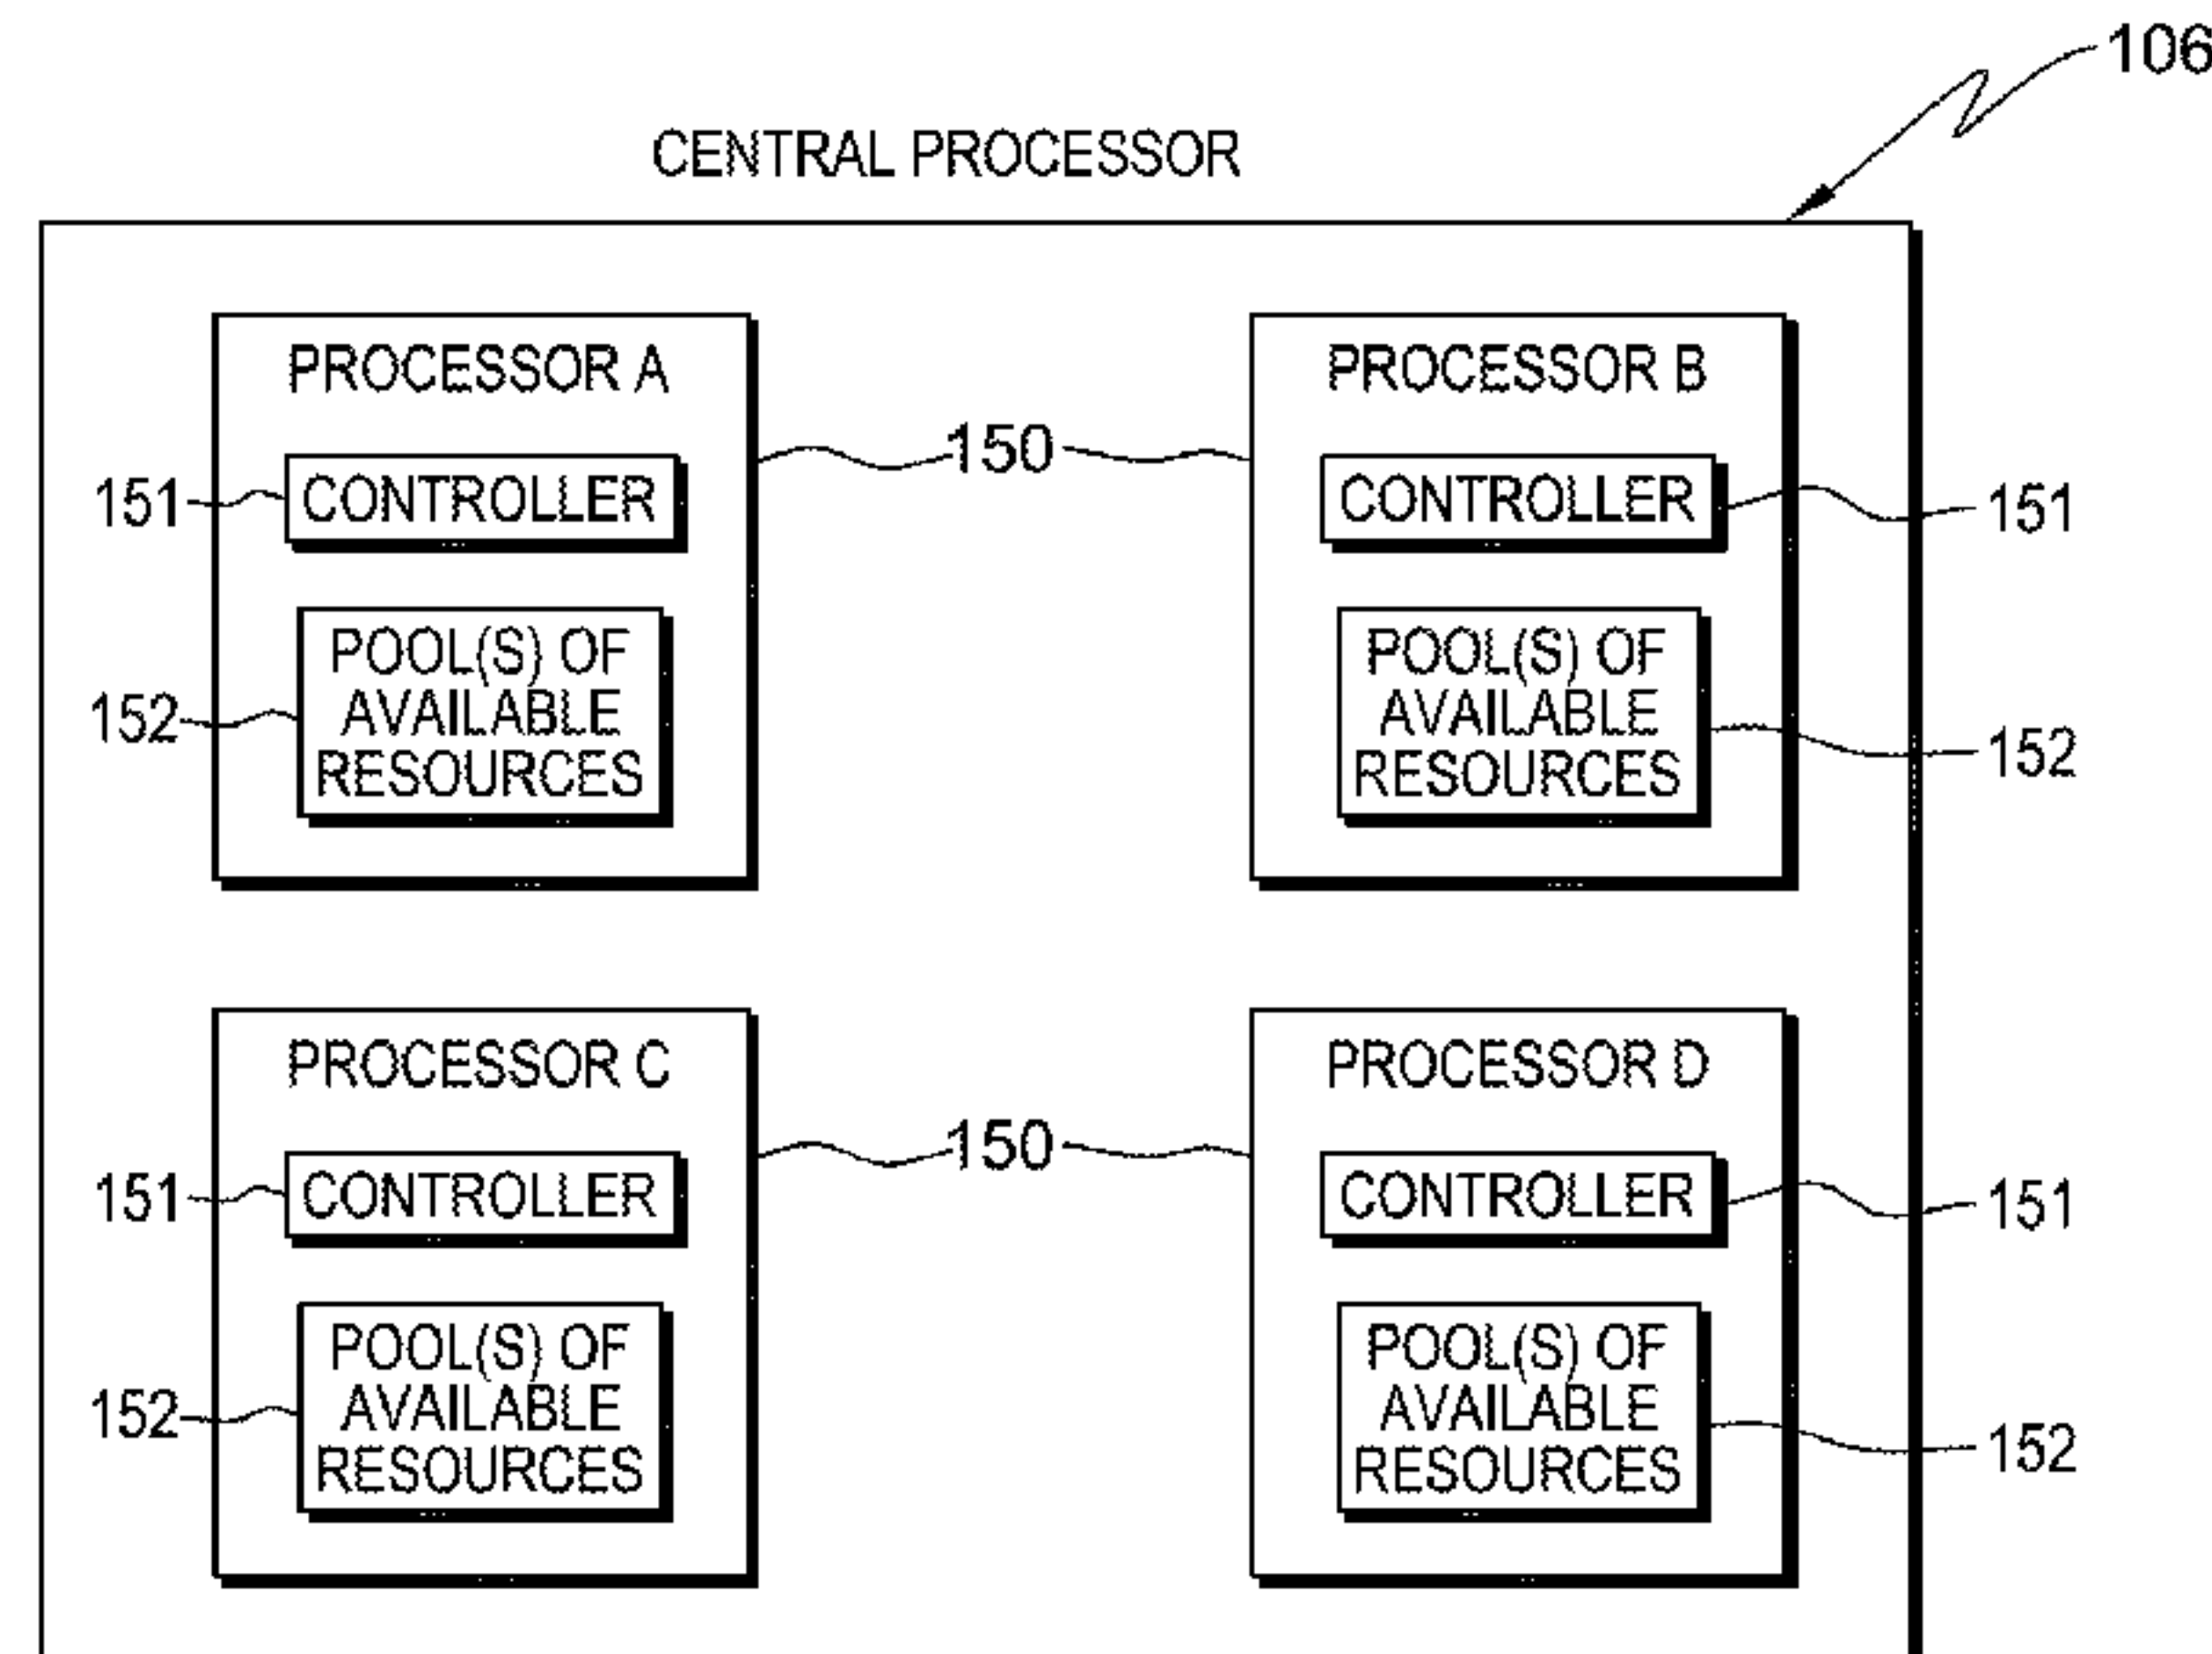 106
CENTRAL PROCESSOR
PROCESSOR A
150
PROCESSOR B
151
CONTROLLER
CONTROLLER
151
152
POOL(S) OF
AVAILABLE
RESOURCES
POOL(S) OF
AVAILABLE
RESOURCES
152
PROCESSOR C
150
PROCESSOR D
151
CONTROLLER
CONTROLLER
151
152
POOL(S) OF
AVAILABLE
RESOURCES
POOL(S) OF
AVAILABLE
RESOURCES
152